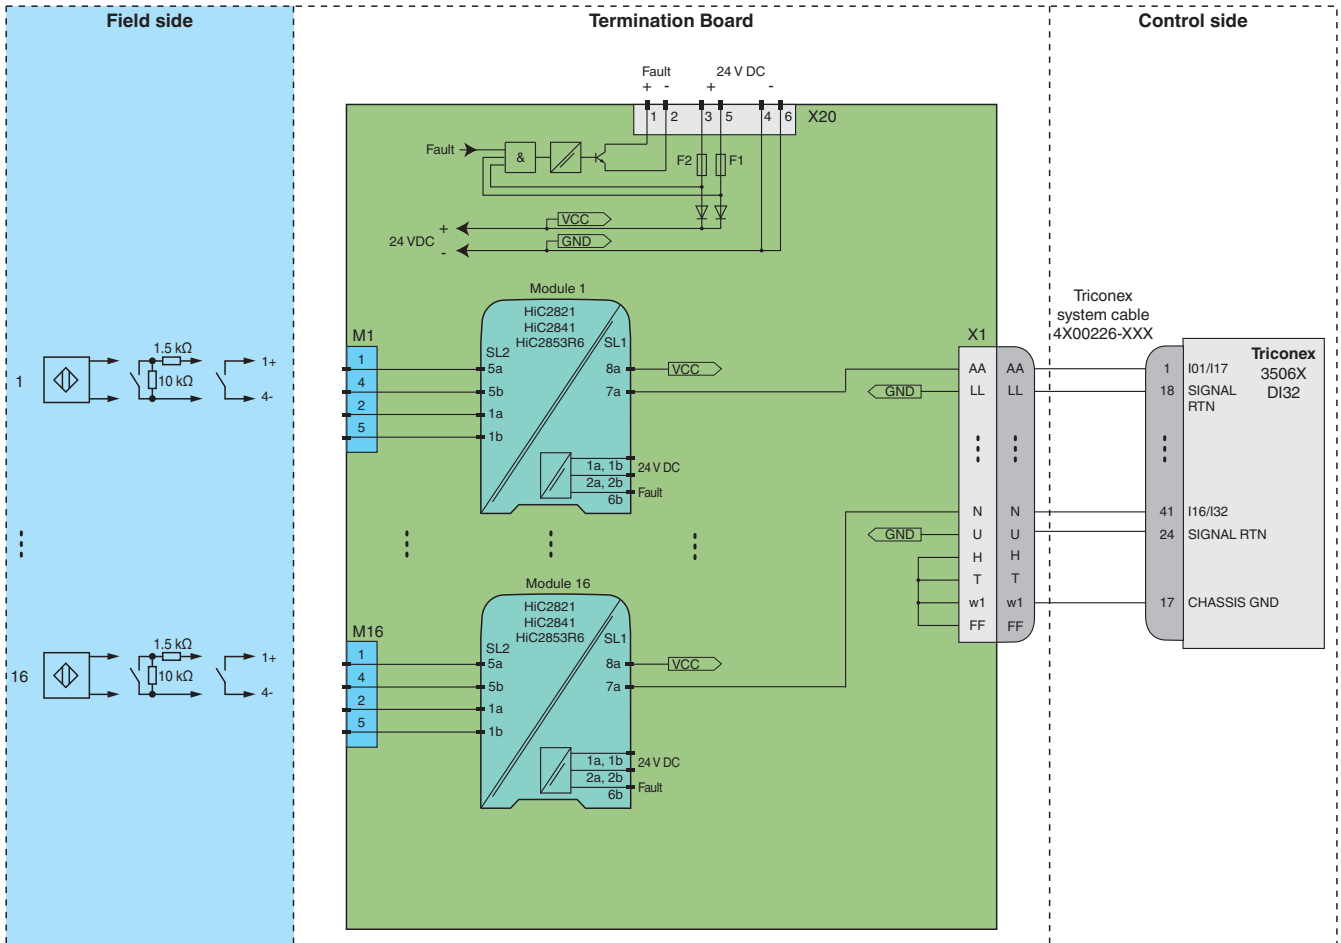 Field side
Termination Board
Control side
Fault
24 V DC
+ - + -
1 2 3 5 4 6 X20
Fault
&
F2 F1
VCC
+
24 VDC
GND
-
Module 1
HiC2821
HiC2841
HiC2853R6
SL2 SL1
M1
1
4
2
5
5a
5b
1a
1b
8a
7a
VCC
1a, 1b
2a, 2b
6b
24 V DC
Fault
1
1.5 kΩ
10 kΩ
1+
4-
X1
AA AA
LL LL
GND
N N
U U
GND
H H
T T
w1 w1
FF FF
Triconex
system cable
4X00226-XXX
Triconex
3506X
DI32
1 I01/I17
18 SIGNAL
RTN
41 I16/I32
24 SIGNAL RTN
17 CHASSIS GND
Module 16
HiC2821
HiC2841
HiC2853R6
SL2 SL1
M16
1
4
2
5
5a
5b
1a
1b
8a
7a
VCC
1a, 1b
2a, 2b
6b
24 V DC
Fault
16
1.5 kΩ
10 kΩ
1+
4-